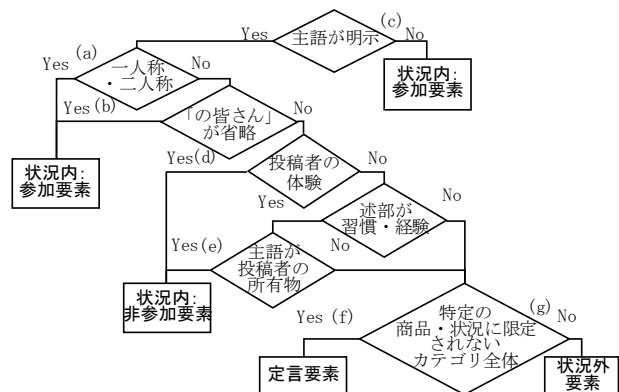 (c)
Yes
主語が明示
No
Yes (a)
一人称
・二人称
No
状況内:
参加要素
Yes(b)
「の皆さん」
が省略
No
状況内:
参加要素
Yes(d)
投稿者の
体験
No
Yes
述部が
習慣・経験
No
Yes(e)
主語が
投稿者の
所有物
No
状況内:
非参加要素
Yes (f)
特定の
商品・状況に限定
されない
カテゴリ全体
(g)
No
定言要素
状況外
要素